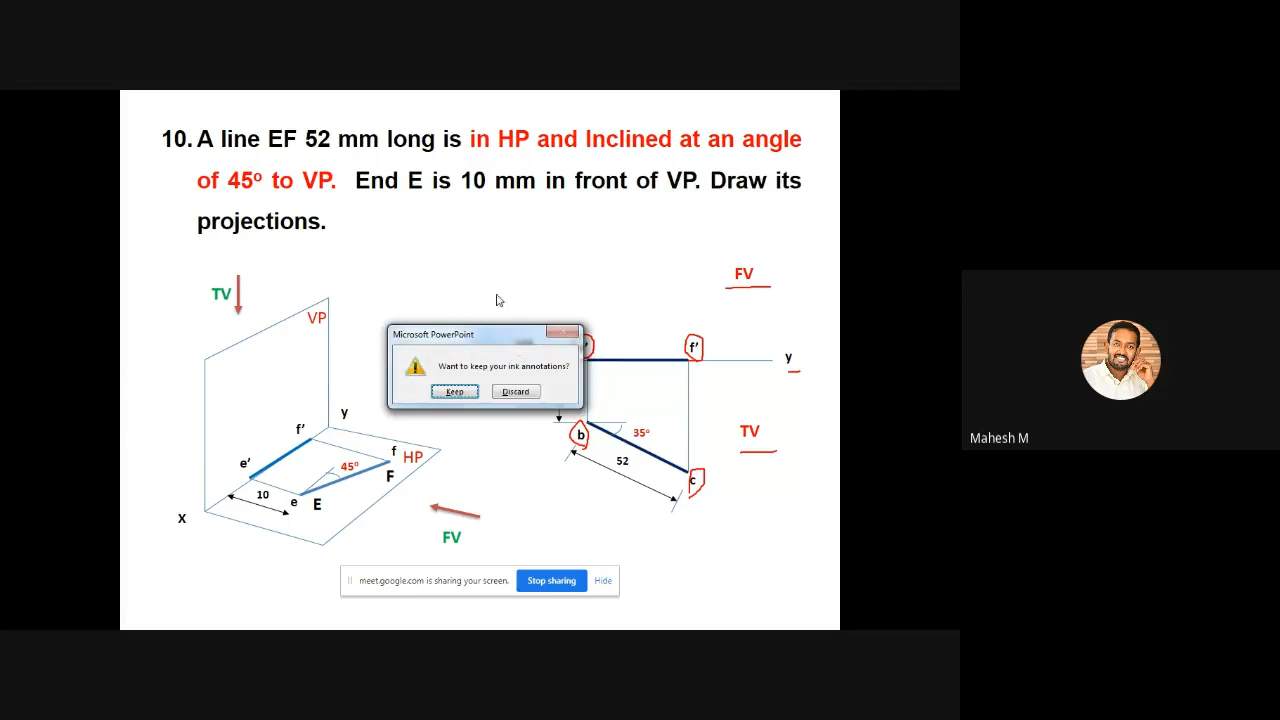 10. A line EF 52 mm long is in HP and Inclined at an angle
of 45º to VP. End E is 10 mm in front of VP. Draw its
projections.
FV
TV
VP
Microsoft PowerPoint
Want to keep your ink annotations?
Keep Discard
f'
y
y
f'
e'
45º
f
HP
F
10
e
E
X
FV
b
35º
52
c
TV
meet.google.com is sharing your screen. Stop sharing Hide
Mahesh M